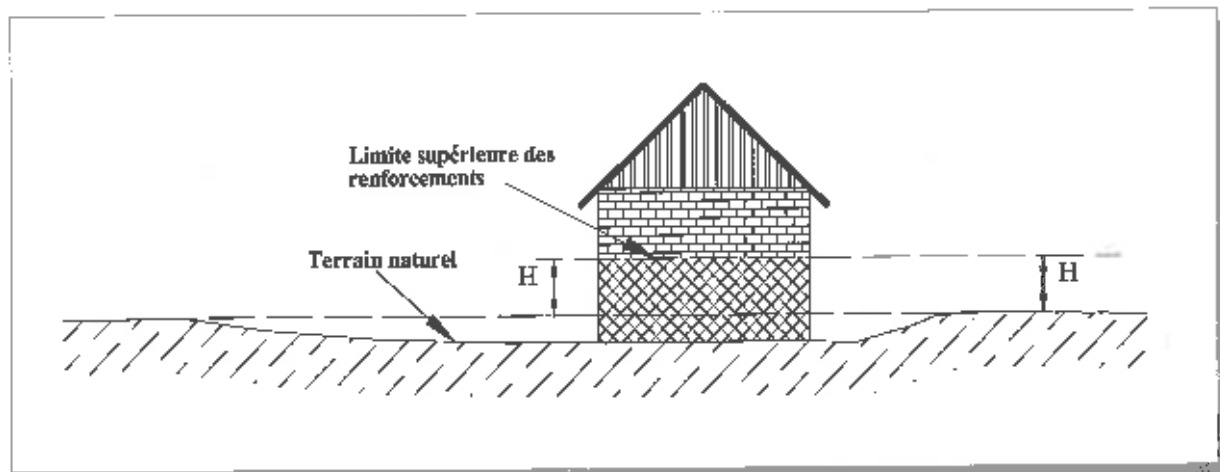 Limite supérieure des
renforcements
Terrain naturel
H
H